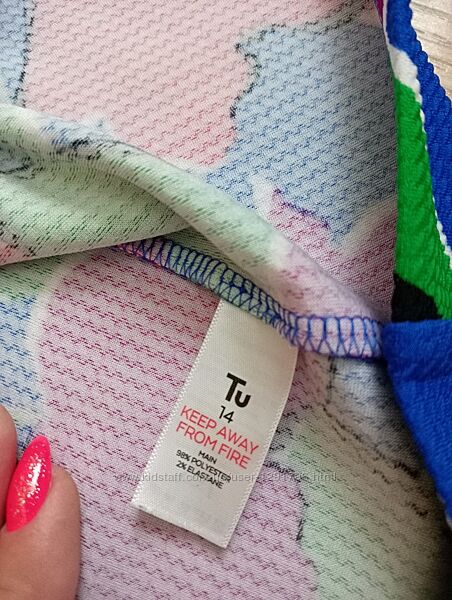 Tu
14
KEEP AWAY
FROM FIRE
MAIN
98% POLYESTER
2% ELASTANE